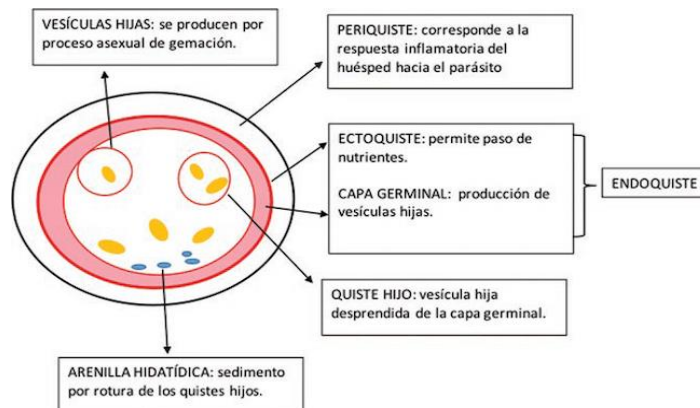 VESÍCULAS HIJAS: se producen por
proceso asexual de gemación.
PERIQUISTE: corresponde a la
respuesta inflamatoria del
huésped hacia el parásito
ECTOQUISTE: permite paso de
nutrientes.
CAPA GERMINAL: producción de
vesículas hijas.
ENDOQUISTE
QUISTE HIJO: vesícula hija
desprendida de la capa germinal.
ARENILLA HIDATÍDICA: sedimento
por rotura de los quistes hijos.